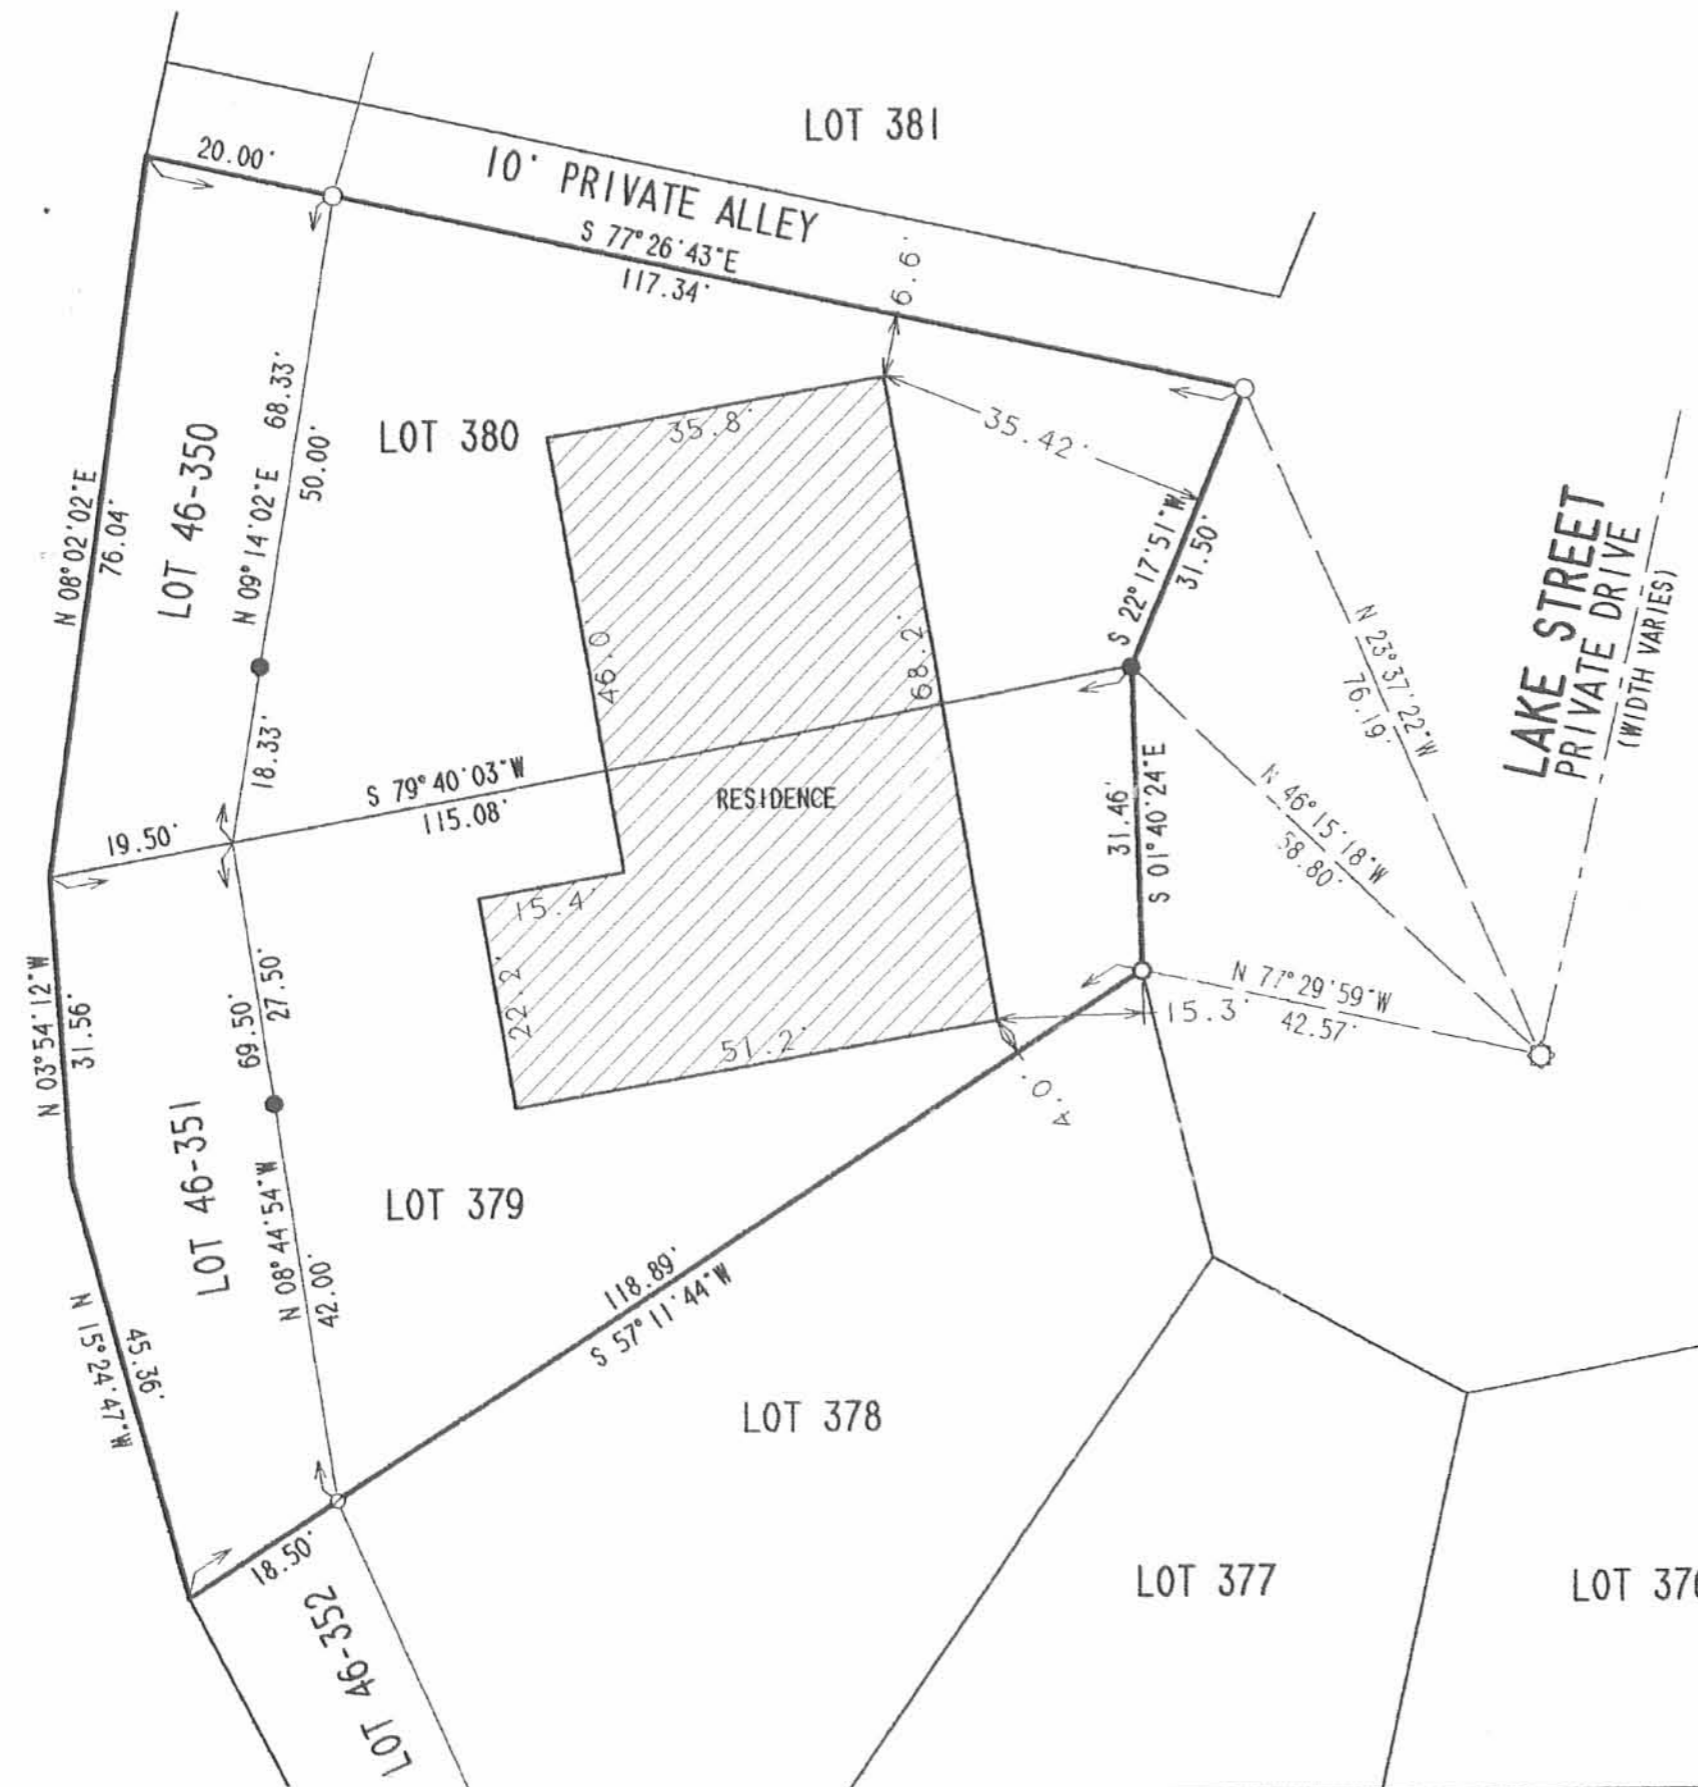 LOT 381
20.00'
10' PRIVATE ALLEY
S 77°26'43"E
117.34'
6.6'
N 08°02'02"E
76.04'
LOT 46-350
N 09°14'02"E 68.33'
50.00'
LOT 380
35.8'
35.42'
S 22°17'51"W
31.50'
LAKE STREET
PRIVATE DRIVE
(WIDTH VARIES)
N 23°37'22"W
76.19'
46.0
68.2'
18.33'
S 79°40'03"W
115.08'
RESIDENCE
19.50'
31.46'
S 01°40'24"E
N 46°15'18"W
58.80'
15.4'
22.2'
51.2'
N 77°29'59"W
42.57'
15.3'
4.0'
N 03°54'12"W
31.56'
69.50'
27.50'
LOT 46-351
N 08°44'54"W
42.00'
LOT 379
118.89'
S 57°11'44"W
N 15°24'47"W
45.36'
LOT 378
18.50'
LOT 46-352
LOT 377
LOT 376